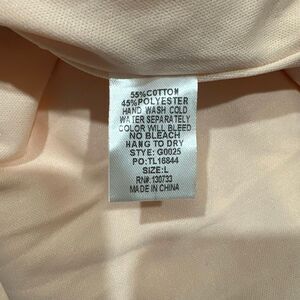 55%COTTON
45%POLYESTER
HAND WASH COLD
WATER SEPARATELY
COLOR WILL BLEED
NO BLEACH
HANG TO DRY
STYE: G0025
PO:TL16844
SIZE:L
RN#:130733
MADE IN CHINA